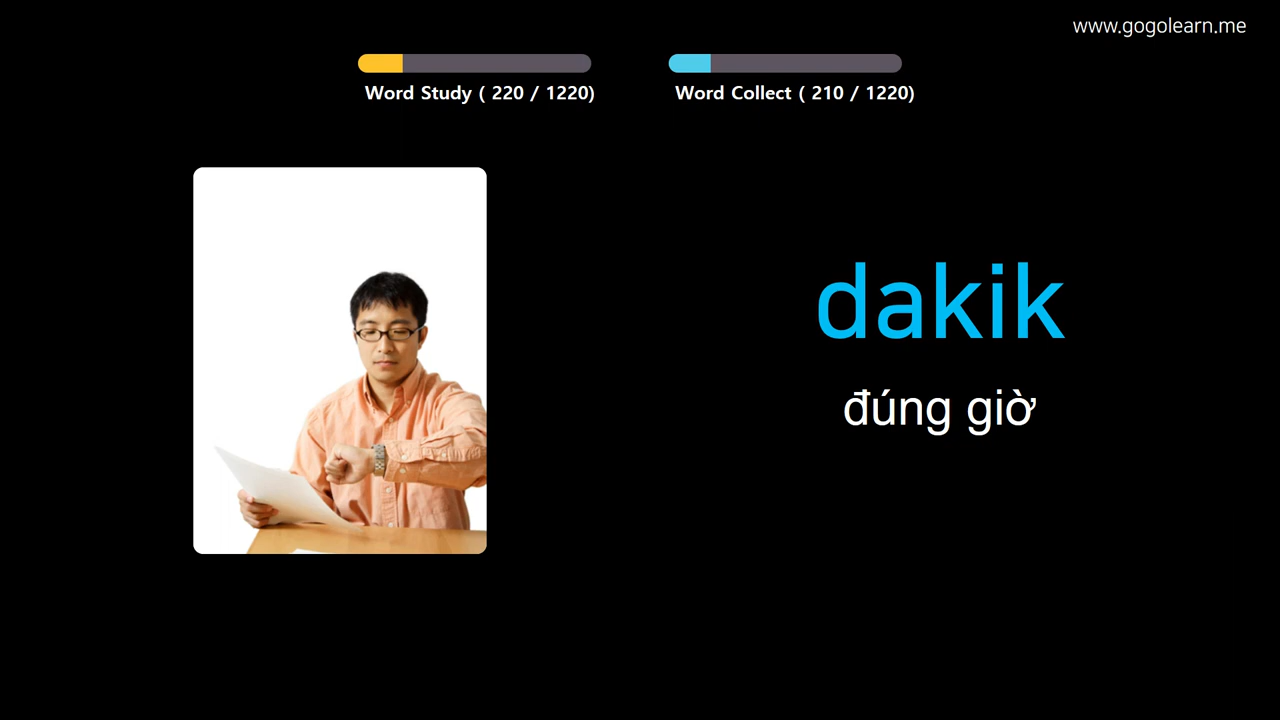 www.gogolearn.me
Word Study ( 220 / 1220)
Word Collect ( 210 / 1220)
dakik
đúng giờ